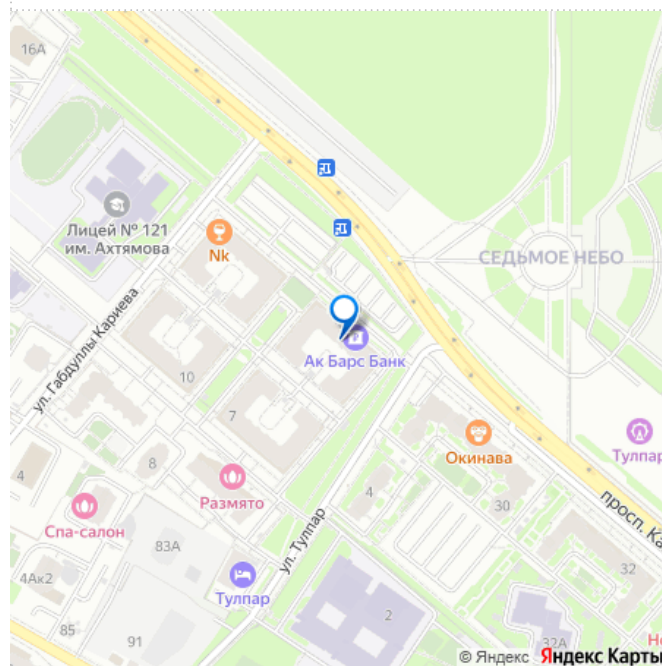 16А
Лицей № 121
им. Ахтямова
Nk
СЕДЬМОЕ НЕБО
ул. Габдуллы Кариева
Ак Барс Банк
10
7
Окинава
Тулпар
4
8
Размято
4
30
просп. Ка
Спа-салон
83А
ул. Тулпар
32
4Ак2
Тулпар
2
85
91
32А
Не
© Яндекс Яндекс Карты